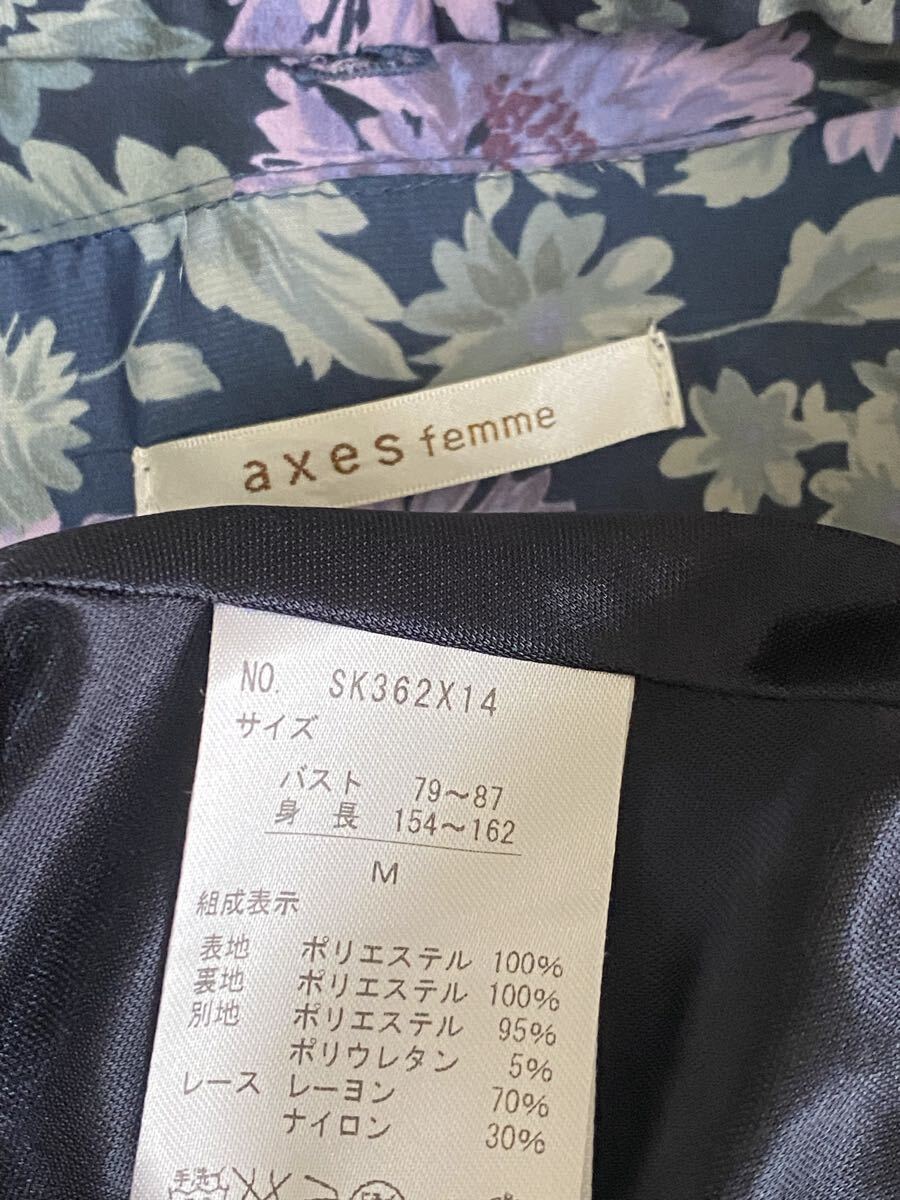 axes femme
NO. SK362X14
サイズ
バスト 79～87
身長 154～162
M
組成表示
表地 ポリエステル 100%
裏地 ポリエステル 100%
別地 ポリエステル 95%
ポリウレタン 5%
レース レーヨン 70%
ナイロン 30%
手洗イ